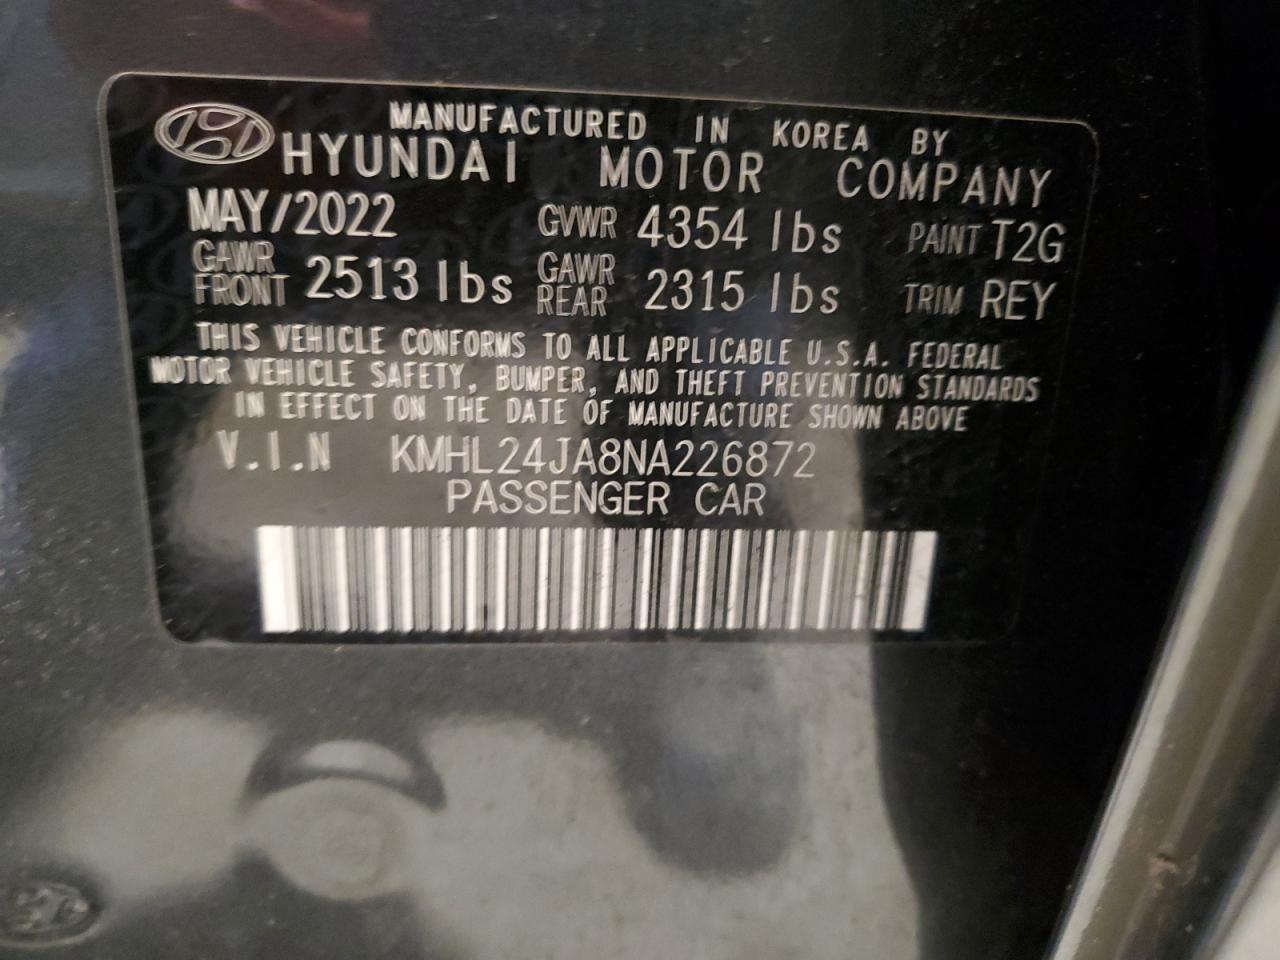 MANUFACTURED IN KOREA BY
HYUNDAI MOTOR COMPANY
MAY/2022 GVWR 4354 lbs PAINT T2G
GAWR FRONT 2513 lbs GAWR REAR 2315 lbs TRIM REY
THIS VEHICLE CONFORMS TO ALL APPLICABLE U.S.A. FEDERAL
MOTOR VEHICLE SAFETY, BUMPER, AND THEFT PREVENTION STANDARDS
IN EFFECT ON THE DATE OF MANUFACTURE SHOWN ABOVE
V.I.N KMHL24JA8NA226872
PASSENGER CAR